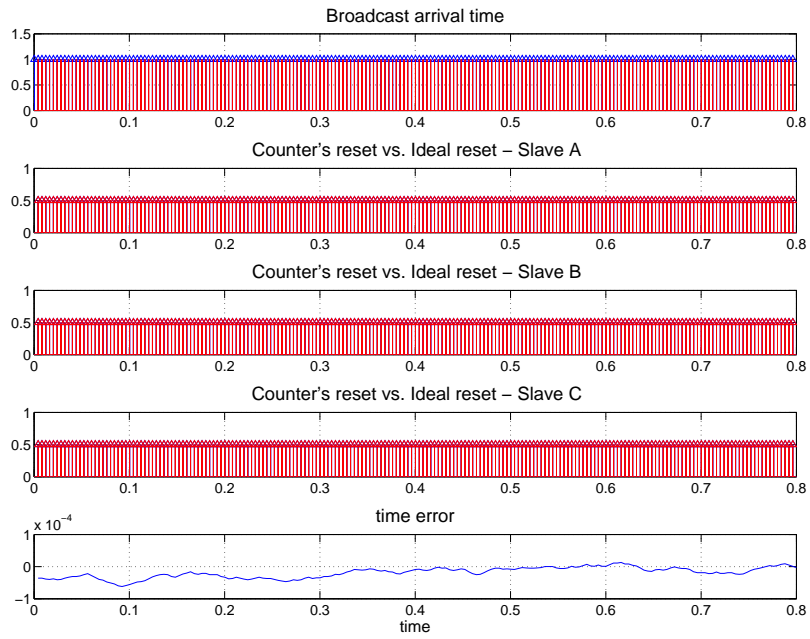 Broadcast arrival time
1.5
1
0.5
0
0 0.1 0.2 0.3 0.4 0.5 0.6 0.7 0.8
Counter's reset vs. Ideal reset − Slave A
1
0.5
0
0 0.1 0.2 0.3 0.4 0.5 0.6 0.7 0.8
Counter's reset vs. Ideal reset − Slave B
1
0.5
0
0 0.1 0.2 0.3 0.4 0.5 0.6 0.7 0.8
Counter's reset vs. Ideal reset − Slave C
1
0.5
0
0 0.1 0.2 0.3 0.4 0.5 0.6 0.7 0.8
time error
x 10⁻⁴
1
0
−1
0 0.1 0.2 0.3 0.4 0.5 0.6 0.7 0.8
time